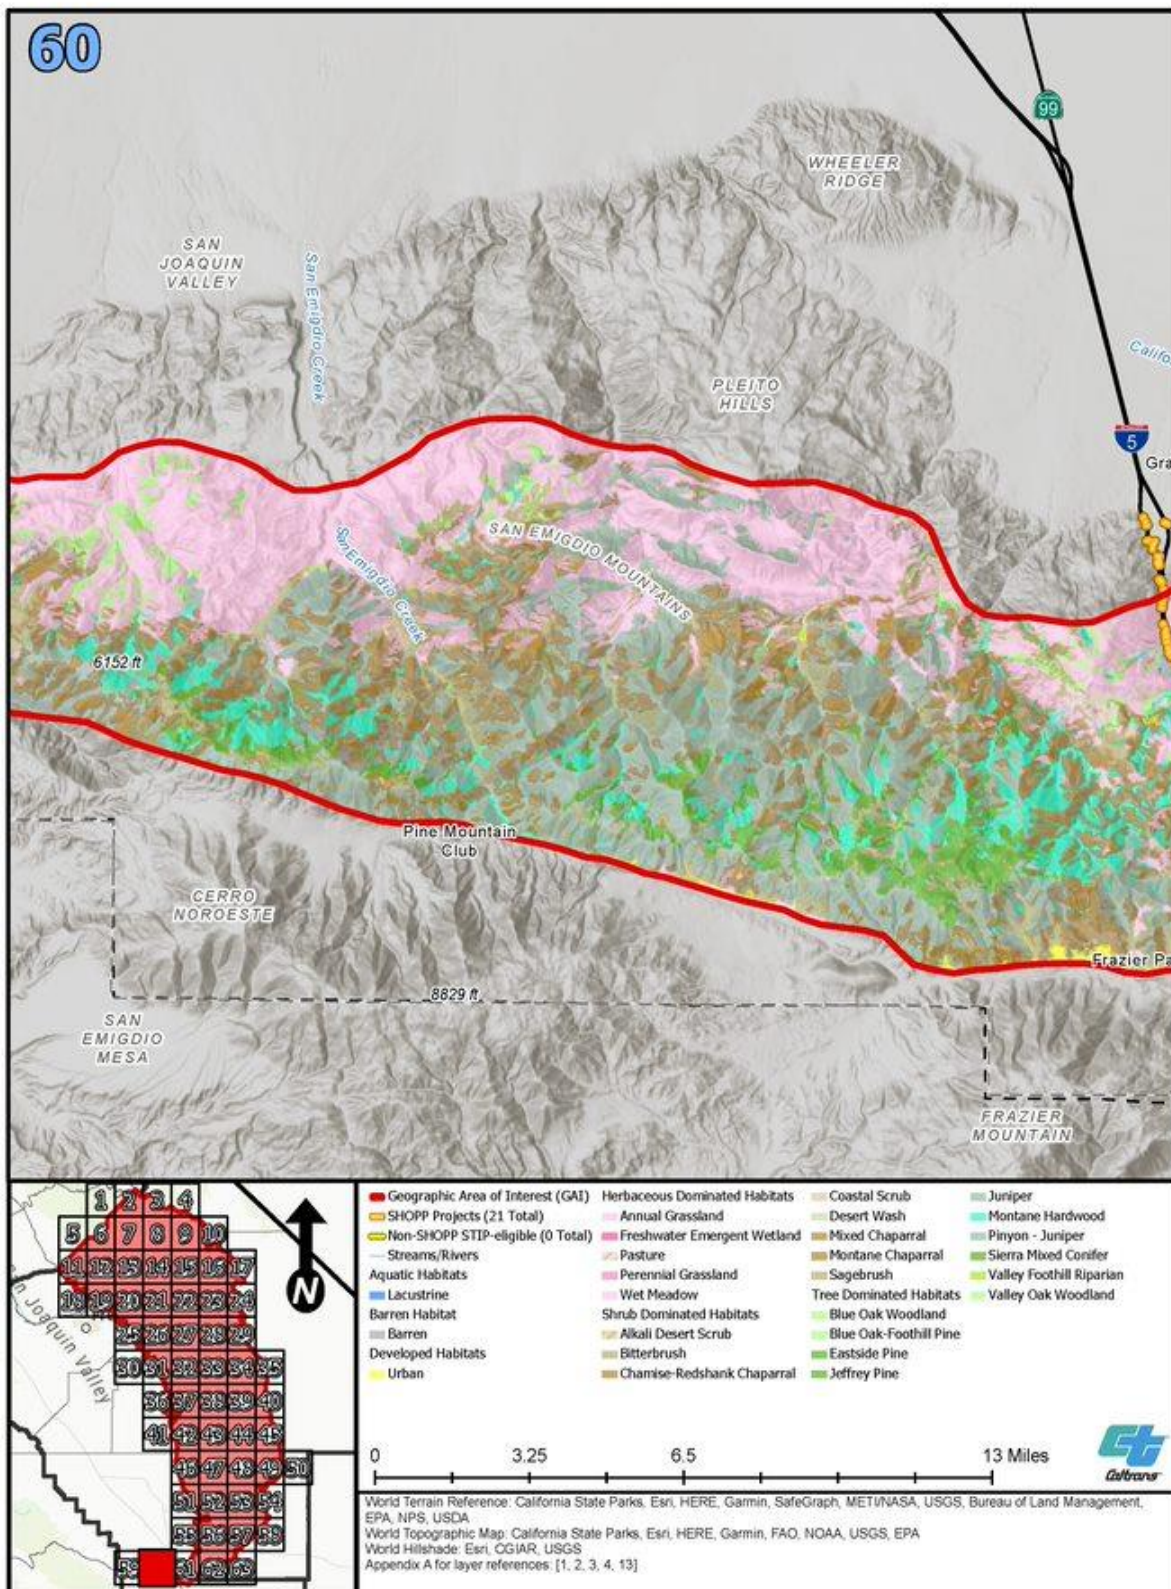 60
99
WHEELER
RIDGE
SAN
JOAQUIN
VALLEY
San Emigdio Creek
Califo
PLEITO
HILLS
5
Gra
SAN EMIGDIO MOUNTAINS
San Emigdio Creek
6152 ft
Pine Mountain
Club
CERRO
NOROESTE
Frazier Pa
8829 ft
SAN
EMIGDIO
MESA
FRAZIER
MOUNTAIN
1 2 3 4
5 6 7 8 9 10
11 12 13 14 15 16 17
18 19 20 21 22 23 24
25 26 27 28 29
30 31 32 33 34 35
36 37 38 39 40
41 42 43 44 45
46 47 48 49 50
51 52 53 54
55 56 57 58
59 61 62 63
n Joaquin Valley
N
Geographic Area of Interest (GAI)
SHOPP Projects (21 Total)
Non-SHOPP STIP-eligible (0 Total)
Streams/Rivers
Aquatic Habitats
Lacustrine
Barren Habitat
Barren
Developed Habitats
Urban
Herbaceous Dominated Habitats
Annual Grassland
Freshwater Emergent Wetland
Pasture
Perennial Grassland
Wet Meadow
Shrub Dominated Habitats
Alkali Desert Scrub
Bitterbrush
Chamise-Redshank Chaparral
Coastal Scrub
Desert Wash
Mixed Chaparral
Montane Chaparral
Sagebrush
Tree Dominated Habitats
Blue Oak Woodland
Blue Oak-Foothill Pine
Eastside Pine
Jeffrey Pine
Juniper
Montane Hardwood
Pinyon - Juniper
Sierra Mixed Conifer
Valley Foothill Riparian
Valley Oak Woodland
0 3.25 6.5 13 Miles
Caltrans
World Terrain Reference: California State Parks, Esri, HERE, Garmin, SafeGraph, METI/NASA, USGS, Bureau of Land Management,
EPA, NPS, USDA
World Topographic Map: California State Parks, Esri, HERE, Garmin, FAO, NOAA, USGS, EPA
World Hillshade: Esri, CGIAR, USGS
Appendix A for layer references: [1, 2, 3, 4, 13]